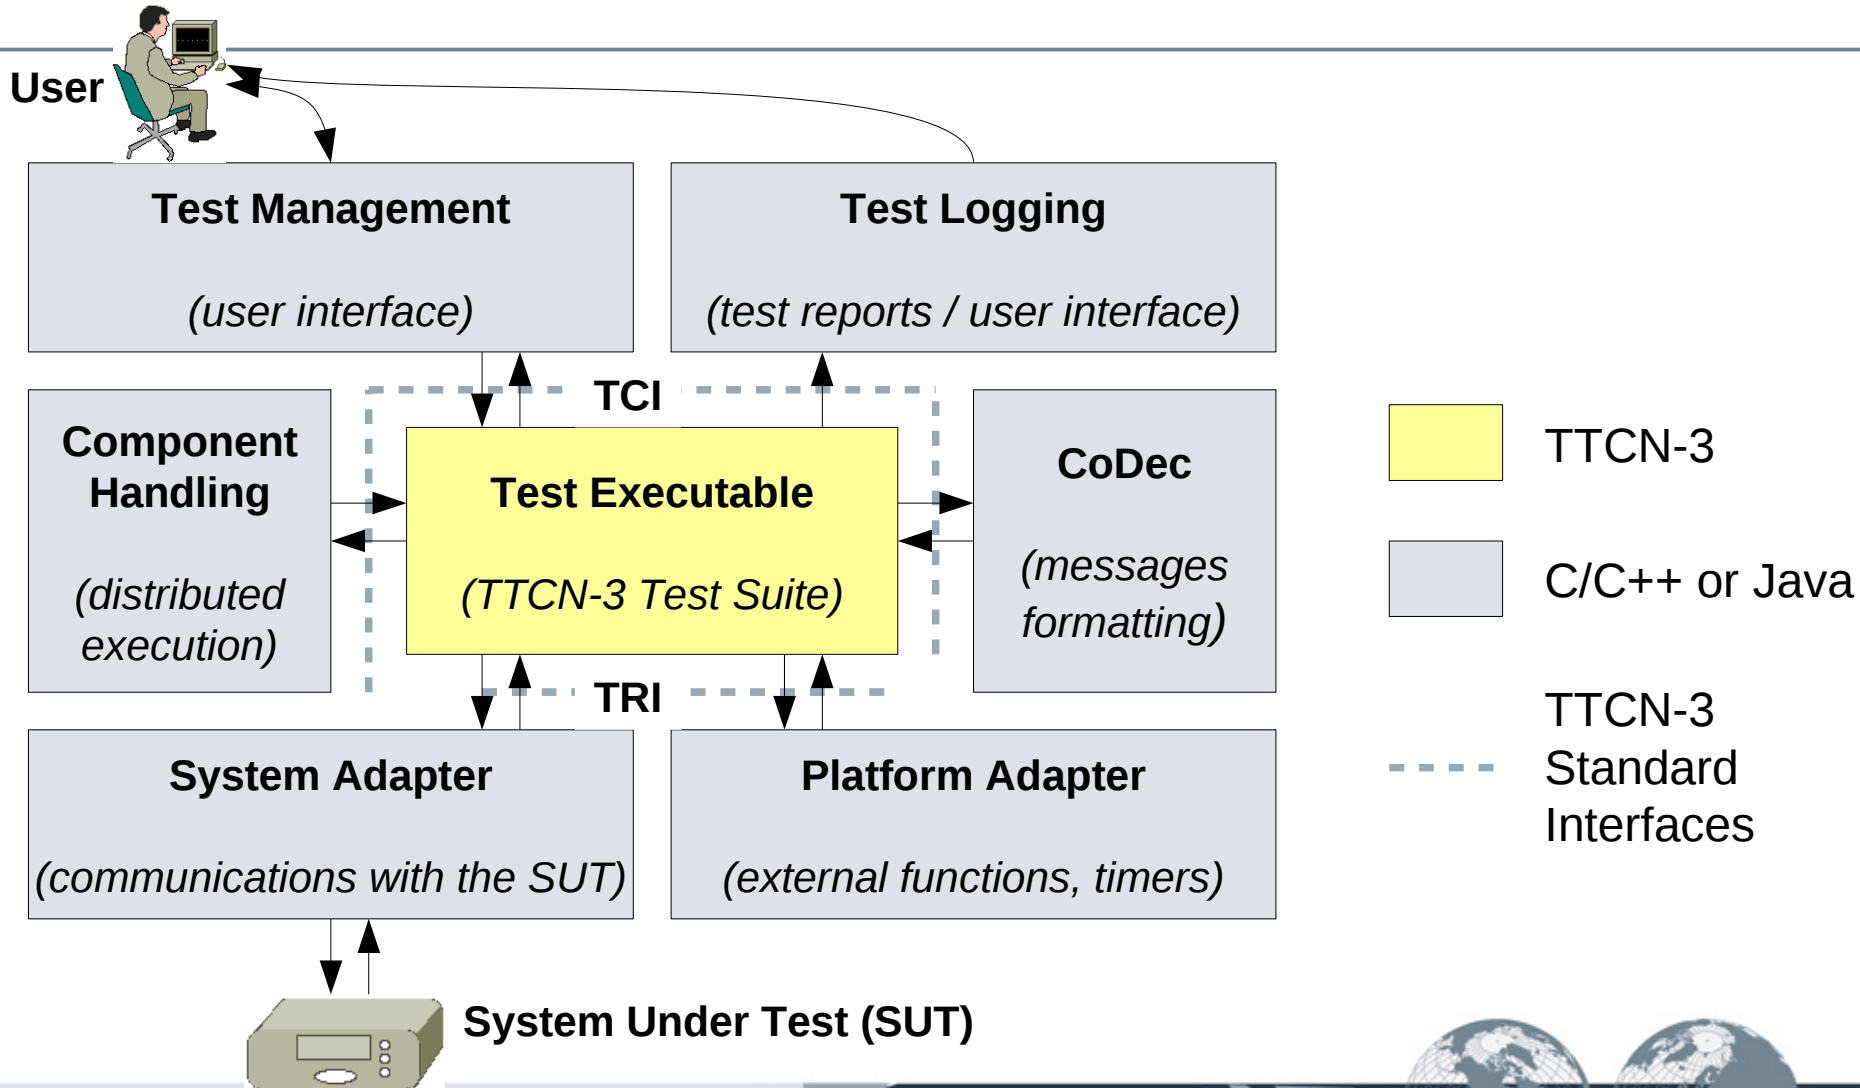 User
Test Management
(user interface)
Test Logging
(test reports / user interface)
TCI
Component
Handling
(distributed
execution)
Test Executable
(TTCN-3 Test Suite)
CoDec
(messages
formatting)
TRI
System Adapter
(communications with the SUT)
Platform Adapter
(external functions, timers)
System Under Test (SUT)
TTCN-3
C/C++ or Java
TTCN-3
Standard
Interfaces